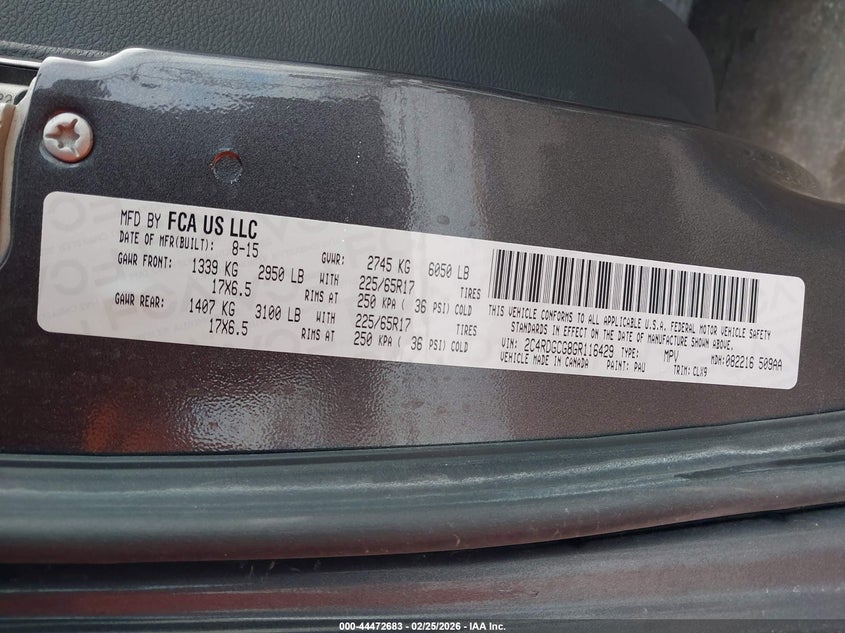 MFD BY FCA US LLC
DATE OF MFR(BUILT): 8-15 GVWR: 2745 KG 6050 LB
GAWR FRONT: 1339 KG 2950 LB WITH 225/65R17 TIRES
17X6.5 RIMS AT 250 KPA ( 36 PSI) COLD
GAWR REAR: 1407 KG 3100 LB WITH 225/65R17 TIRES
17X6.5 RIMS AT 250 KPA ( 36 PSI) COLD
THIS VEHICLE CONFORMS TO ALL APPLICABLE U.S.A. FEDERAL MOTOR VEHICLE SAFETY
STANDARDS IN EFFECT ON THE DATE OF MANUFACTURE SHOWN ABOVE.
VIN: 2C4RDGCG8GR116429 TYPE: MPV MDH:082216 509AA
VEHICLE MADE IN CANADA PAINT: PAU TRIM: CLX9
000-44472683 / 02/25/2026 - IAA Inc.